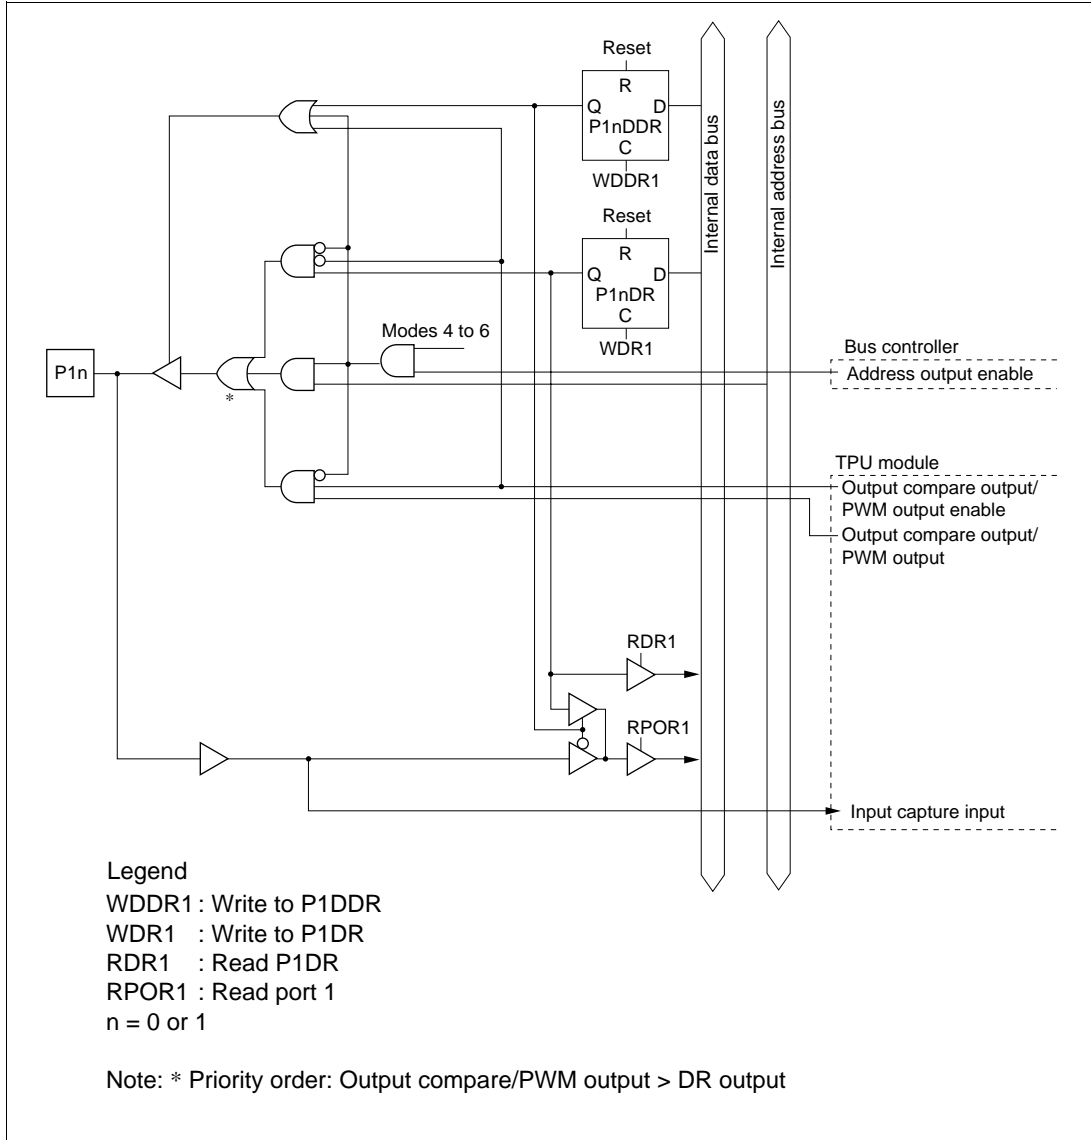 Reset
R
Q D
P1nDDR
C
WDDR1
Reset
R
Q D
P1nDR
C
WDR1
Internal data bus
Internal address bus
Modes 4 to 6
Bus controller
Address output enable
P1n
*
TPU module
Output compare output/
PWM output enable
Output compare output/
PWM output
RDR1
RPOR1
Input capture input
Legend
WDDR1 : Write to P1DDR
WDR1 : Write to P1DR
RDR1 : Read P1DR
RPOR1 : Read port 1
n = 0 or 1
Note: * Priority order: Output compare/PWM output > DR output